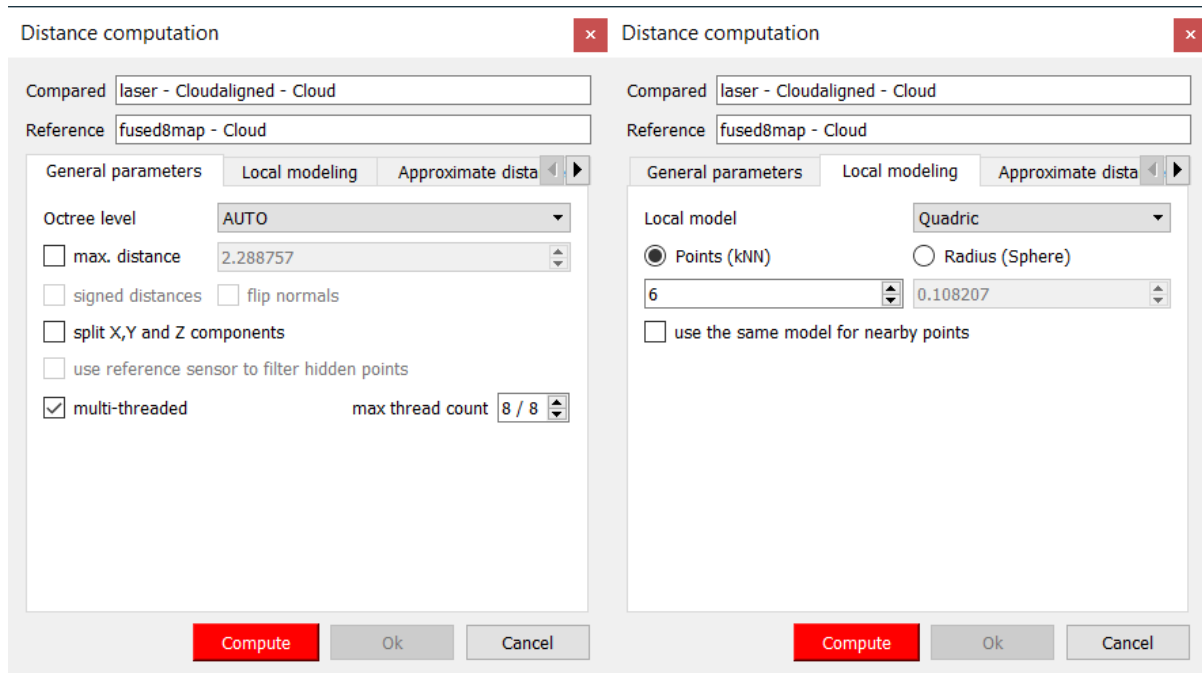 Distance computation
Compared laser - Cloudaligned - Cloud
Reference fused8map - Cloud
General parameters Local modeling Approximate dista
Octree level AUTO
max. distance 2.288757
signed distances flip normals
split X,Y and Z components
use reference sensor to filter hidden points
multi-threaded max thread count 8 / 8
Compute Ok Cancel
Distance computation
Compared laser - Cloudaligned - Cloud
Reference fused8map - Cloud
General parameters Local modeling Approximate dista
Local model Quadric
Points (kNN) Radius (Sphere)
6 0.108207
use the same model for nearby points
Compute Ok Cancel